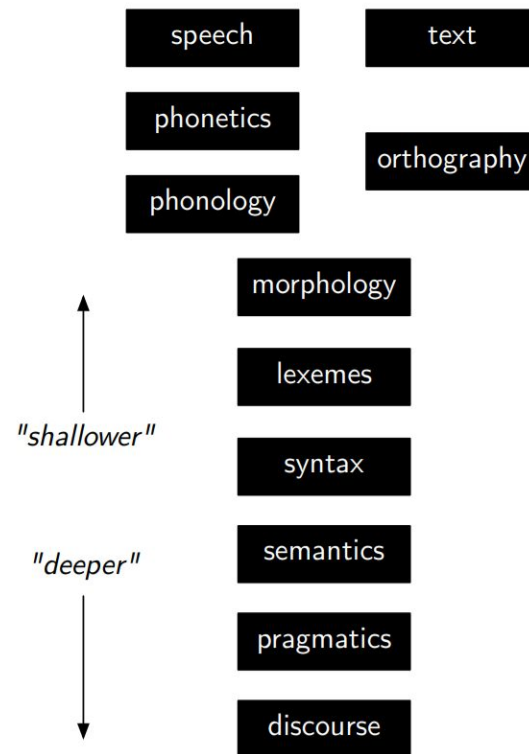 speech
text
phonetics
orthography
phonology
morphology
lexemes
"shallower"
syntax
semantics
"deeper"
pragmatics
discourse